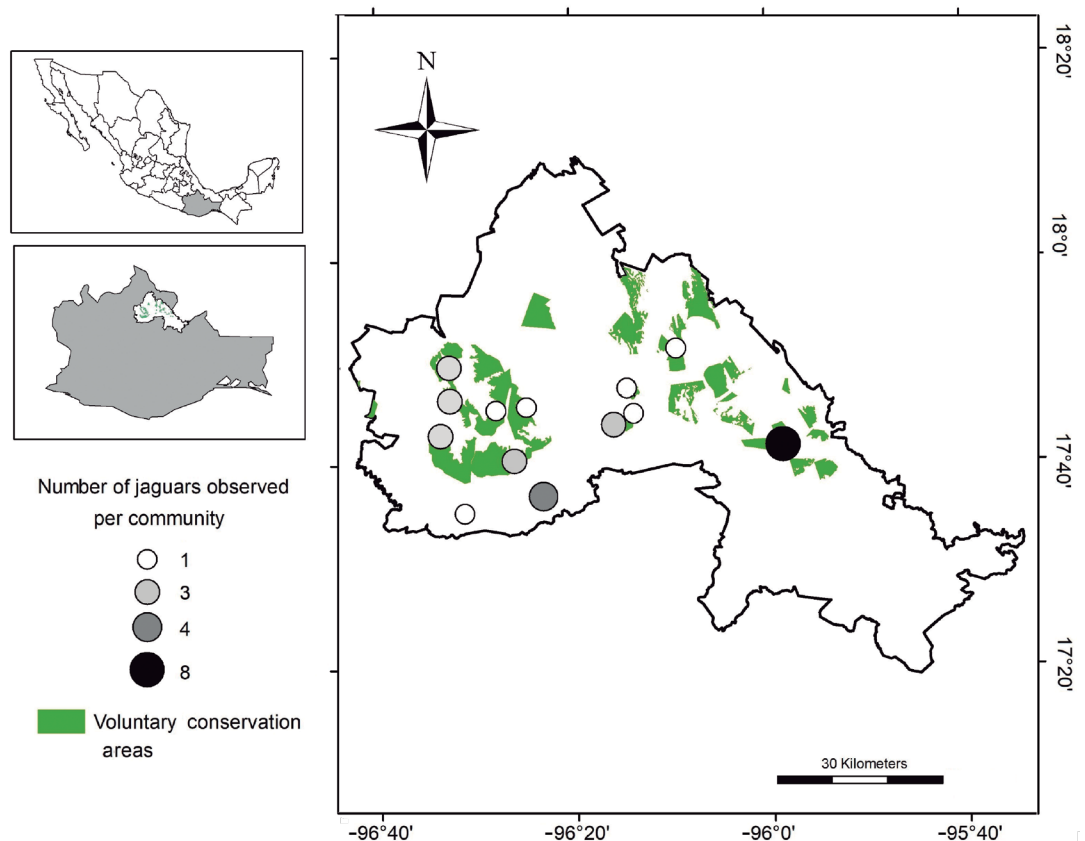 N
18°20'
18°0'
17°40'
17°20'
Number of jaguars observed
per community
1
3
4
8
Voluntary conservation
areas
30 Kilometers
-96°40'
-96°20'
-96°0'
-95°40'